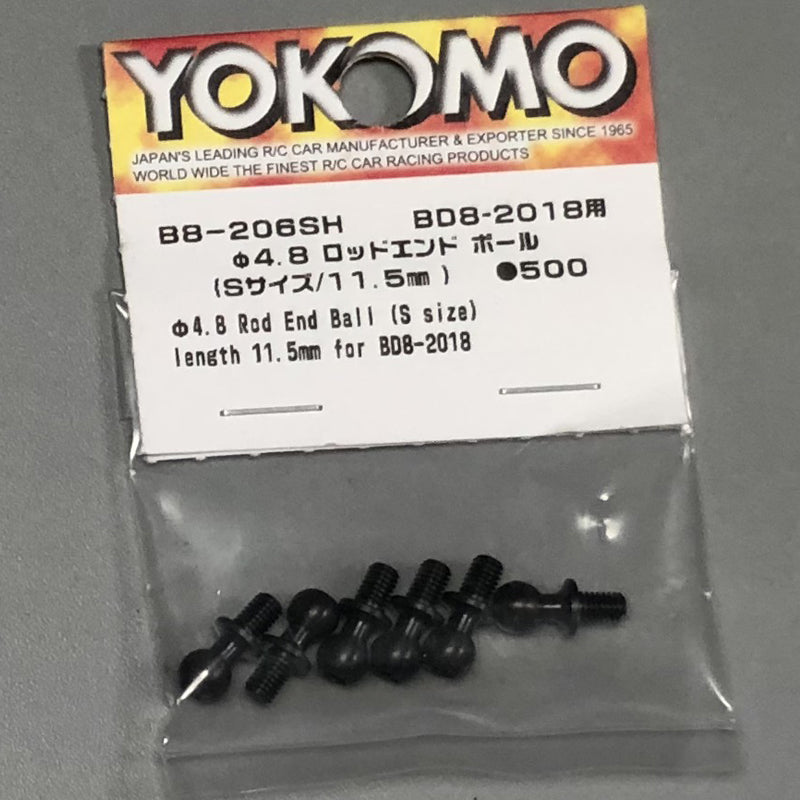 YOKOMO
JAPAN'S LEADING R/C CAR MANUFACTURER & EXPORTER SINCE 1965
WORLD WIDE THE FINEST R/C CAR RACING PRODUCTS
B8-206SH BD8-2018用
Φ4.8 ロッドエンド ボール
(Sサイズ/11.5mm ) ●500
Φ4.8 Rod End Ball (S size)
length 11.5mm for BD8-2018